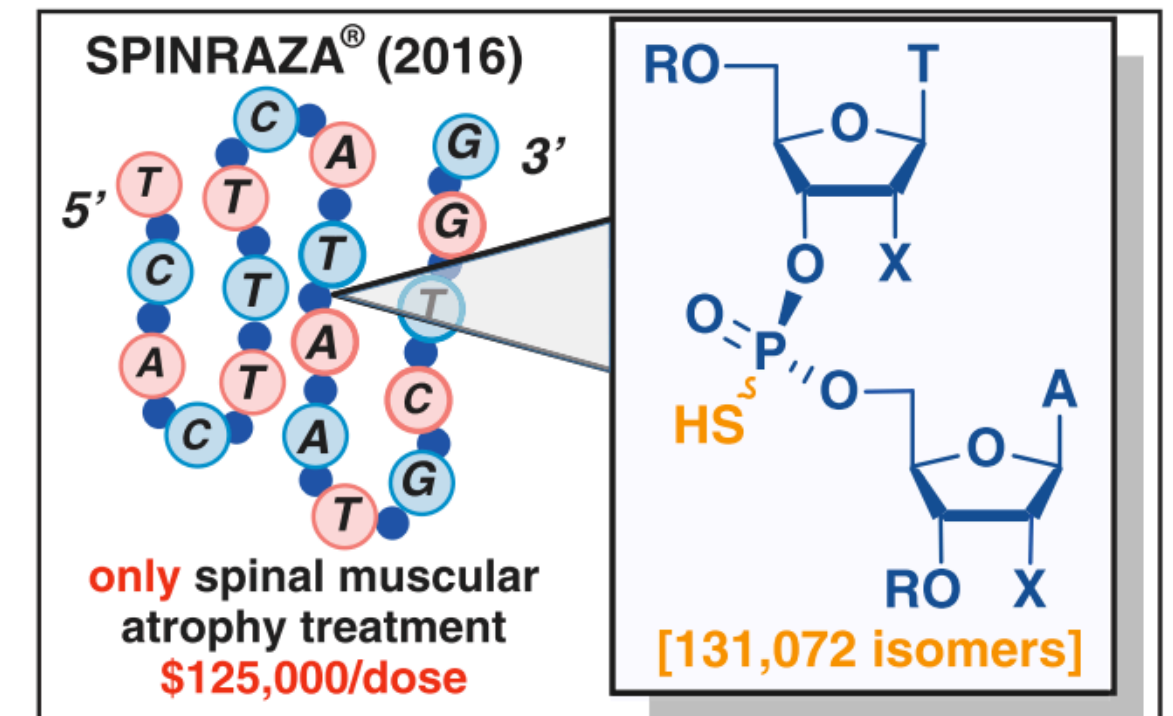 SPINRAZA® (2016)
5’
T
C
A
C
T
T
T
C
A
T
A
A
T
G
C
T
G
G
3’
only spinal muscular
atrophy treatment
$125,000/dose
RO
T
O
O
X
O
P
HS
O
A
O
RO
X
[131,072 isomers]